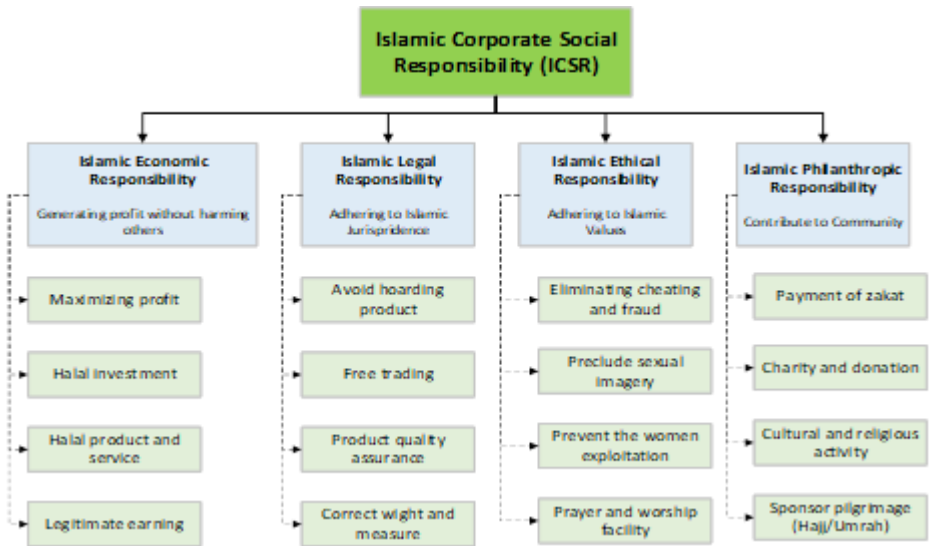 Islamic Corporate Social
Responsibility (ICSR)
Islamic Economic
Responsibility
Generating profit without harming
others
Islamic Legal
Responsibility
Adhering to Islamic
Jurispridence
Islamic Ethical
Responsibility
Adhering to Islamic
Values
Islamic Philanthropic
Responsibility
Contribute to Community
Maximizing profit
Halal investment
Halal product and
service
Legitimate earning
Avoid hoarding
product
Free trading
Product quality
assurance
Correct wight and
measure
Eliminating cheating
and fraud
Preclude sexual
imagery
Prevent the women
exploitation
Prayer and worship
facility
Payment of zakat
Charity and donation
Cultural and religious
activity
Sponsor pilgrimage
(Hajj/Umrah)